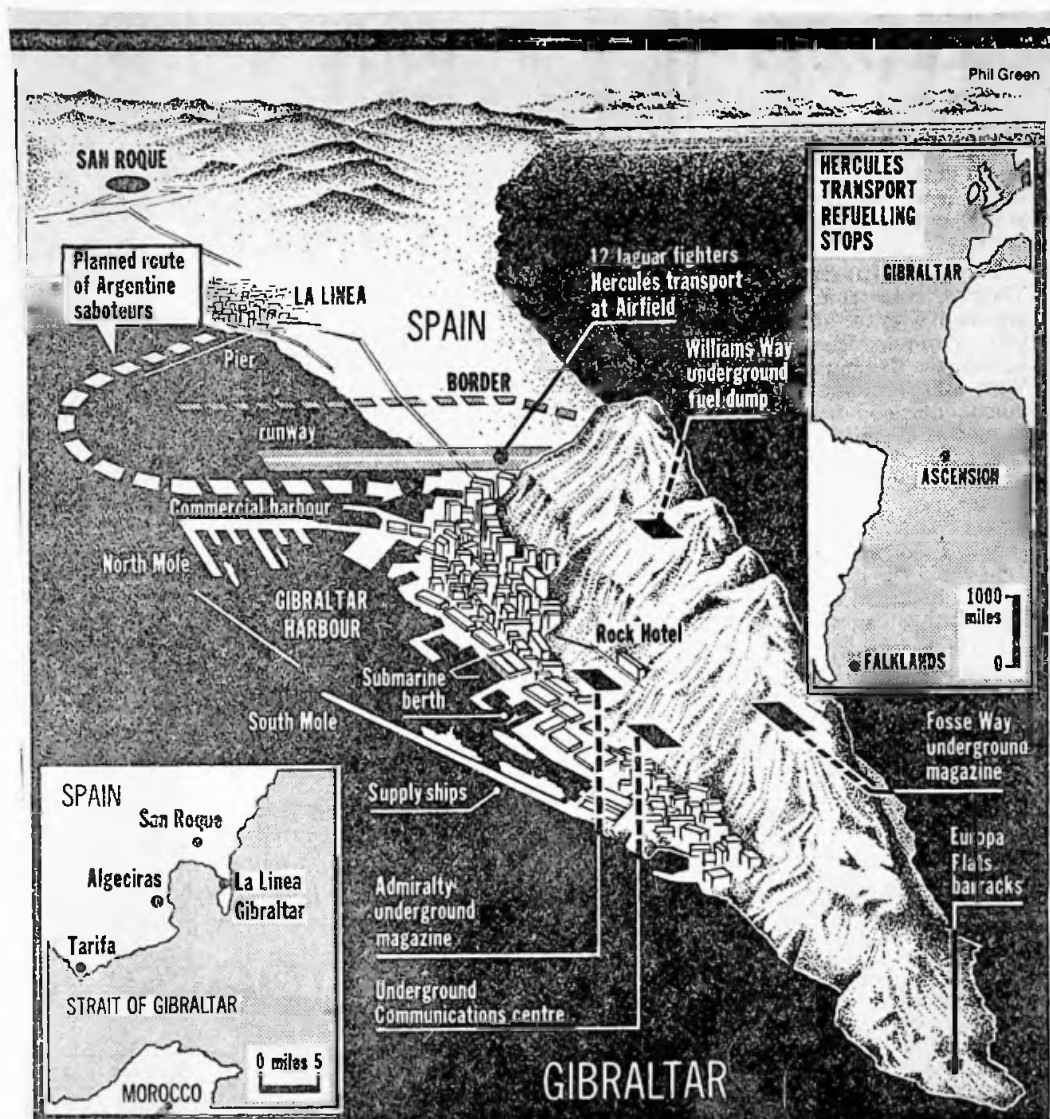 Phil Green
SAN ROQUE
Planned route
of Argentine
saboteurs
LA LINEA
Pier
SPAIN
BORDER
runway
12 Jaguar fighters
Hercules transport
at Airfield
Williams Way
underground
fuel dump
Commercial harbour
North Mole
GIBRALTAR
HARBOUR
Rock Hotel
Submarine
berth
South Mole
Supply ships
Fosse Way
underground
magazine
Europa
Flats
barracks
Admiralty
underground
magazine
Underground
Communications centre
GIBRALTAR
HERCULES
TRANSPORT
REFUELLING
STOPS
GIBRALTAR
ASCENSION
1000
miles
0
FALKLANDS
SPAIN
San Roque
Algeciras
La Linea
Gibraltar
Tarifa
STRAIT OF GIBRALTAR
0 miles 5
MOROCCO